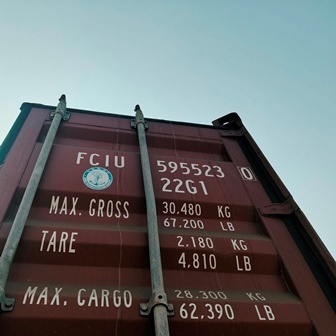 FCIU 595523 0
22G1
MAX. GROSS 30.480 KG
67.200 LB
TARE 2.180 KG
4,810 LB
MAX. CARGO 28.300 KG
62.390 LB